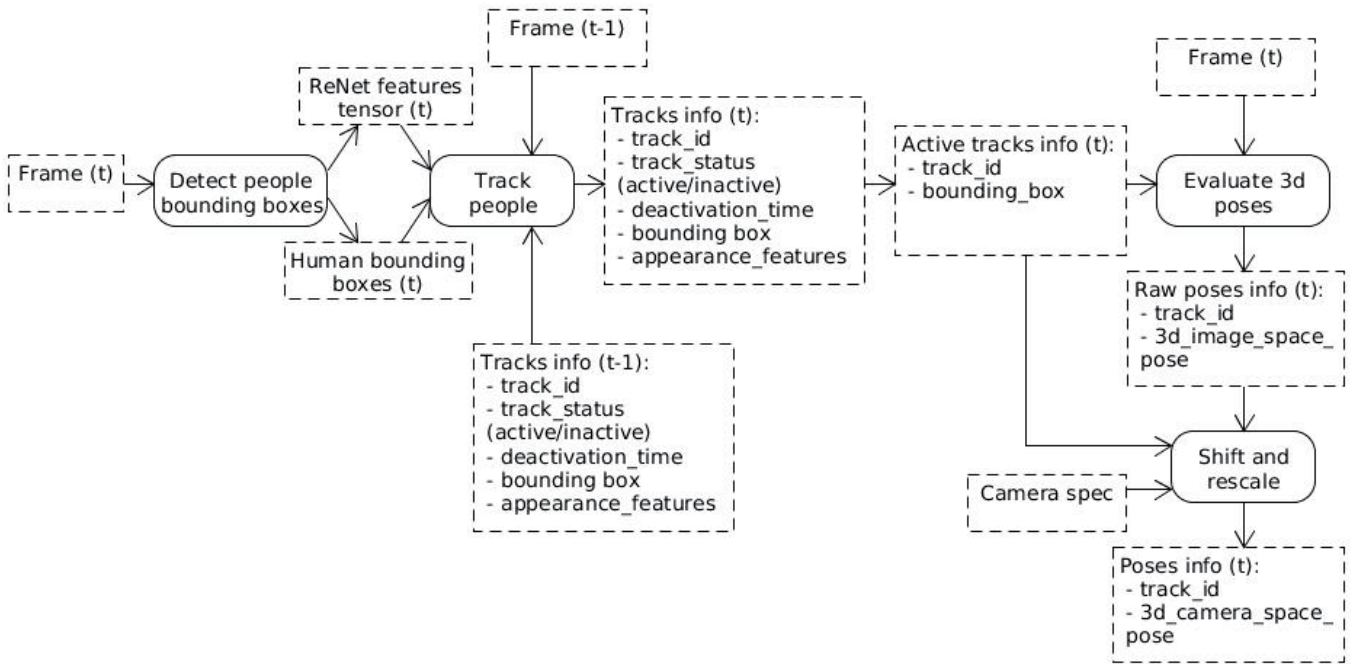 Frame (t-1)
Frame (t)
ReNet features
tensor (t)
Tracks info (t):
- track_id
- track_status
(active/inactive)
- deactivation_time
- bounding box
- appearance_features
Active tracks info (t):
- track_id
- bounding_box
Frame (t)
Detect people
bounding boxes
Track
people
Evaluate 3d
poses
Human bounding
boxes (t)
Raw poses info (t):
- track_id
- 3d_image_space_
pose
Tracks info (t-1):
- track_id
- track_status
(active/inactive)
- deactivation_time
- bounding box
- appearance_features
Shift and
rescale
Camera spec
Poses info (t):
- track_id
- 3d_camera_space_
pose